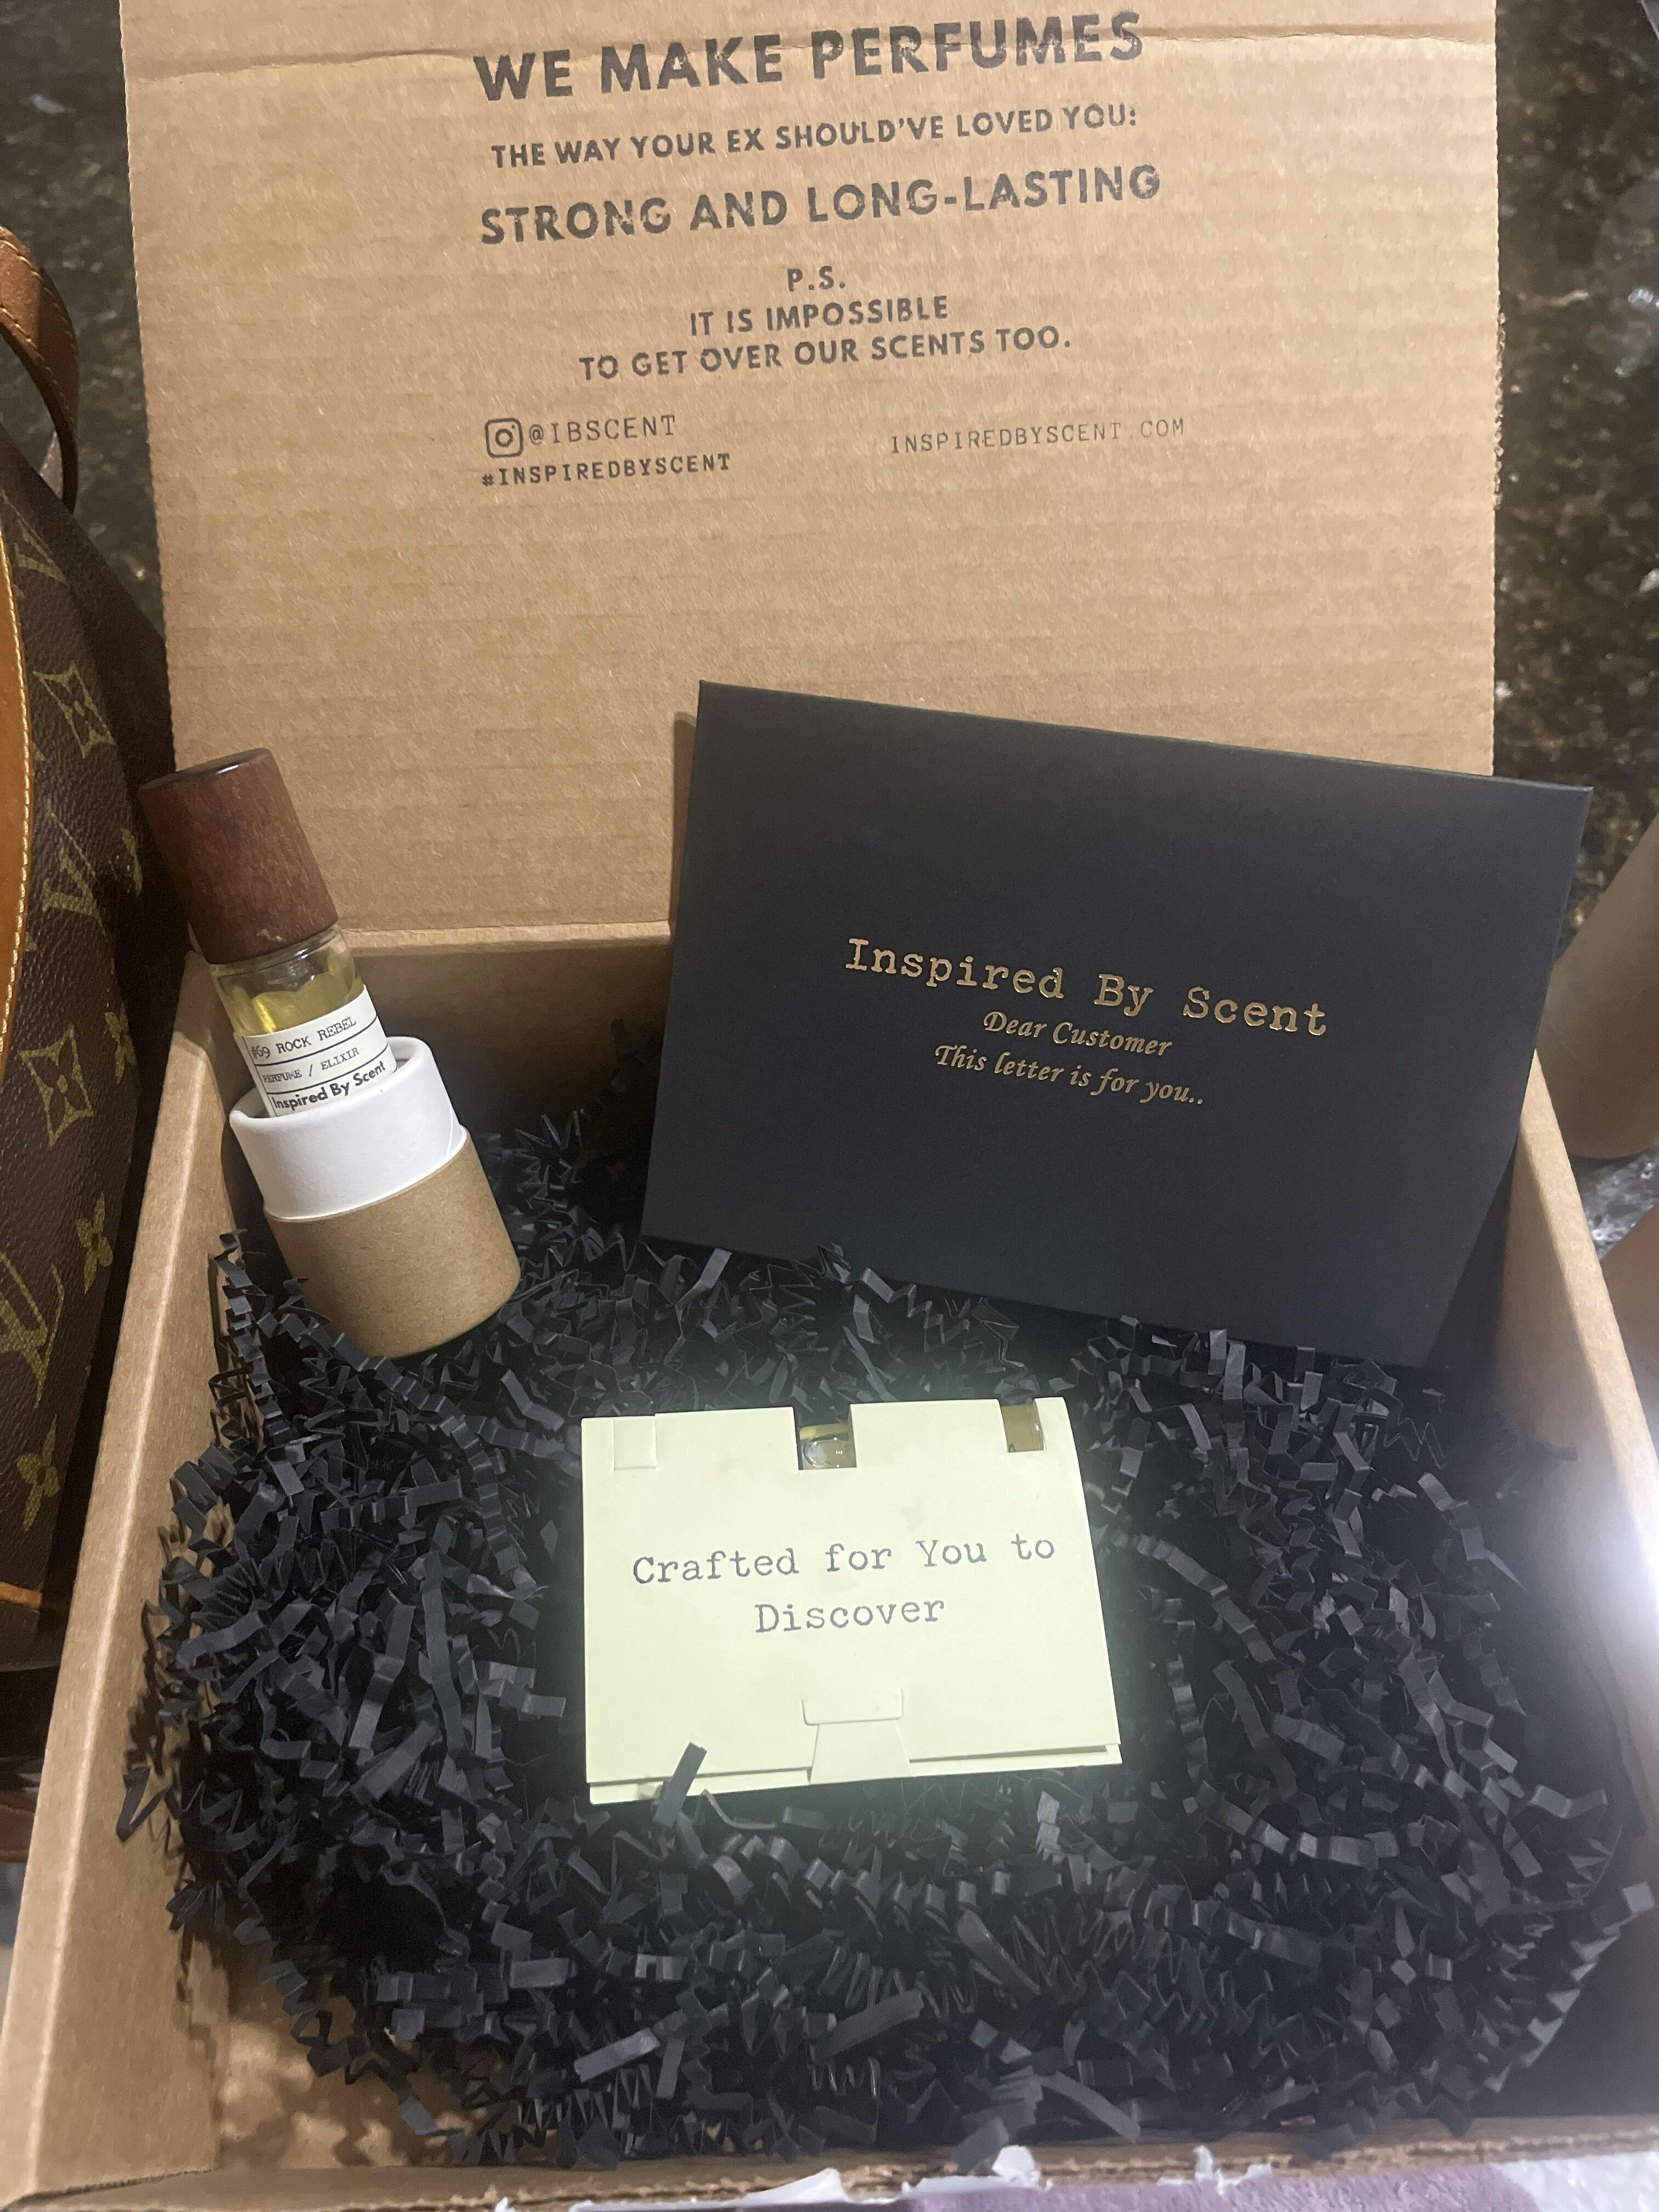 WE MAKE PERFUMES
THE WAY YOUR EX SHOULD'VE LOVED YOU:
STRONG AND LONG-LASTING
P.S.
IT IS IMPOSSIBLE
TO GET OVER OUR SCENTS TOO.
@IBSCENT
#INSPIREDBYSCENT
INSPIREDBYSCENT.COM
Inspired By Scent
Dear Customer
This letter is for you..
#69 ROCK REBEL
PERFUME / ELIXIR
Inspired By Scent
Crafted for You to
Discover